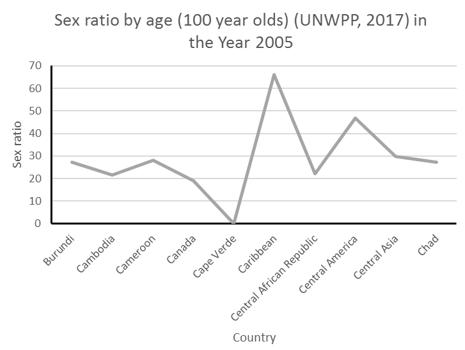 Sex ratio by age (100 year olds) (UNWPP, 2017) in
the Year 2005
70
60
50
40
30
20
10
0
Sex ratio
Burundi
Cambodia
Cameroon
Canada
Cape Verde
Caribbean
Central African Republic
Central America
Central Asia
Chad
Country